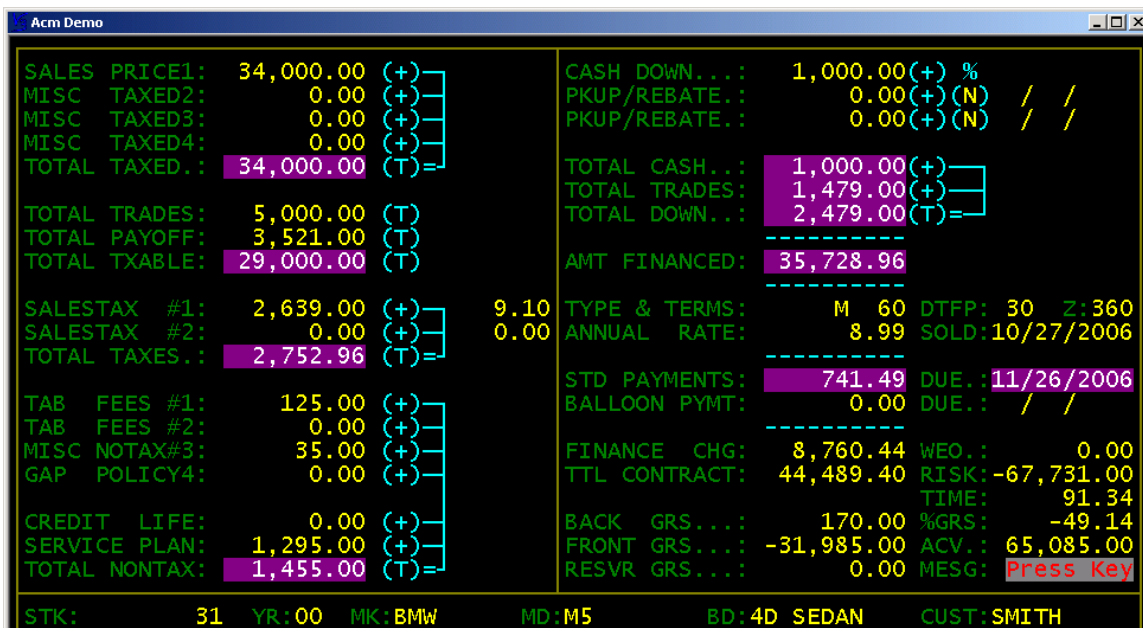 Acm Demo
SALES PRICE1: 34,000.00 (+)
MISC TAXED2: 0.00 (+)
MISC TAXED3: 0.00 (+)
MISC TAXED4: 0.00 (+)
TOTAL TAXED.: 34,000.00 (T)=
TOTAL TRADES: 5,000.00 (T)
TOTAL PAYOFF: 3,521.00 (T)
TOTAL TXABLE: 29,000.00 (T)
SALESTAX #1: 2,639.00 (+) 9.10
SALESTAX #2: 0.00 (+) 0.00
TOTAL TAXES.: 2,752.96 (T)=
TAB FEES #1: 125.00 (+)
TAB FEES #2: 0.00 (+)
MISC NOTAX#3: 35.00 (+)
GAP POLICY4: 0.00 (+)
CREDIT LIFE: 0.00 (+)
SERVICE PLAN: 1,295.00 (+)
TOTAL NONTAX: 1,455.00 (T)=
CASH DOWN...: 1,000.00(+) %
PKUP/REBATE.: 0.00(+)(N) / /
PKUP/REBATE.: 0.00(+)(N) / /
TOTAL CASH..: 1,000.00(+)
TOTAL TRADES: 1,479.00(+)
TOTAL DOWN..: 2,479.00(T)=
----------
AMT FINANCED: 35,728.96
----------
TYPE & TERMS: M 60 DTFP: 30 Z:360
ANNUAL RATE: 8.99 SOLD:10/27/2006
----------
STD PAYMENTS: 741.49 DUE.:11/26/2006
BALLOON PYMT: 0.00 DUE.: / /
----------
FINANCE CHG: 8,760.44 WEO.: 0.00
TTL CONTRACT: 44,489.40 RISK:-67,731.00
TIME: 91.34
BACK GRS...: 170.00 %GRS: -49.14
FRONT GRS...: -31,985.00 ACV.: 65,085.00
RESVR GRS...: 0.00 MESG: Press Key
STK: 31 YR:00 MK:BMW MD:M5 BD:4D SEDAN CUST:SMITH